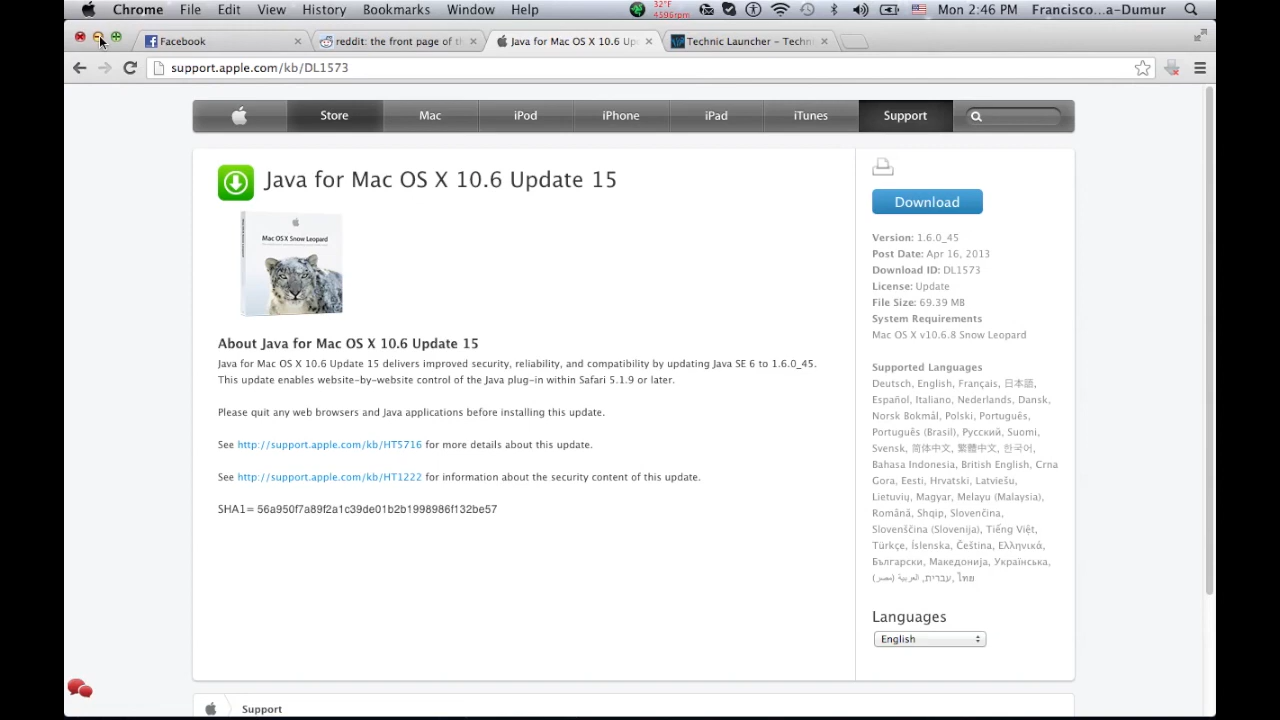 Chrome File Edit View History Bookmarks Window Help 32°F 4596rpm Mon 2:46 PM Francisco...a-Dumur
Facebook reddit: the front page of th Java for Mac OS X 10.6 Up Technic Launcher – Techni
support.apple.com/kb/DL1573
Store Mac iPod iPhone iPad iTunes Support
Java for Mac OS X 10.6 Update 15
Mac OS X Snow Leopard
About Java for Mac OS X 10.6 Update 15
Java for Mac OS X 10.6 Update 15 delivers improved security, reliability, and compatibility by updating Java SE 6 to 1.6.0_45.
This update enables website-by-website control of the Java plug-in within Safari 5.1.9 or later.
Please quit any web browsers and Java applications before installing this update.
See http://support.apple.com/kb/HT5716 for more details about this update.
See http://support.apple.com/kb/HT1222 for information about the security content of this update.
SHA1= 56a950f7a89f2a1c39de01b2b1998986f132be57
Download
Version: 1.6.0_45
Post Date: Apr 16, 2013
Download ID: DL1573
License: Update
File Size: 69.39 MB
System Requirements
Mac OS X v10.6.8 Snow Leopard
Supported Languages
Deutsch, English, Français, 日本語,
Español, Italiano, Nederlands, Dansk,
Norsk Bokmål, Polski, Português,
Português (Brasil), Русский, Suomi,
Svensk, 简体中文, 繁體中文, 한국어,
Bahasa Indonesia, British English, Crna
Gora, Eesti, Hrvatski, Latviešu,
Lietuvių, Magyar, Melayu (Malaysia),
Română, Shqip, Slovenčina,
Slovenščina (Slovenija), Tiếng Việt,
Türkçe, Íslenska, Čeština, Ελληνικά,
Български, Македонија, Українська,
עברית, العربية (مصر), ไทย
Languages
English
Support